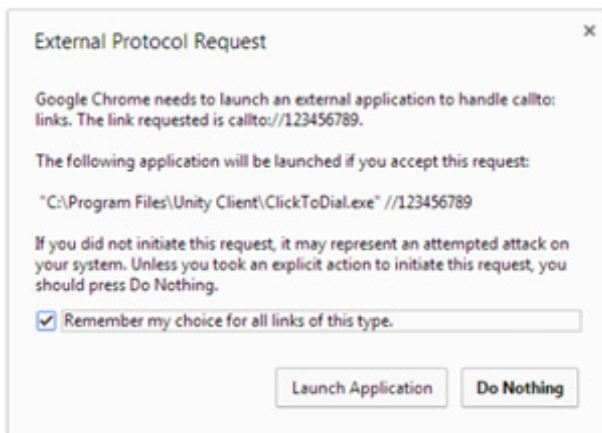 External Protocol Request
Google Chrome needs to launch an external application to handle callto:
links. The link requested is callto://123456789.
The following application will be launched if you accept this request:
"C:\Program Files\Unity Client\ClickToDial.exe" //123456789
If you did not initiate this request, it may represent an attempted attack on
your system. Unless you took an explicit action to initiate this request, you
should press Do Nothing.
Remember my choice for all links of this type.
Launch Application Do Nothing